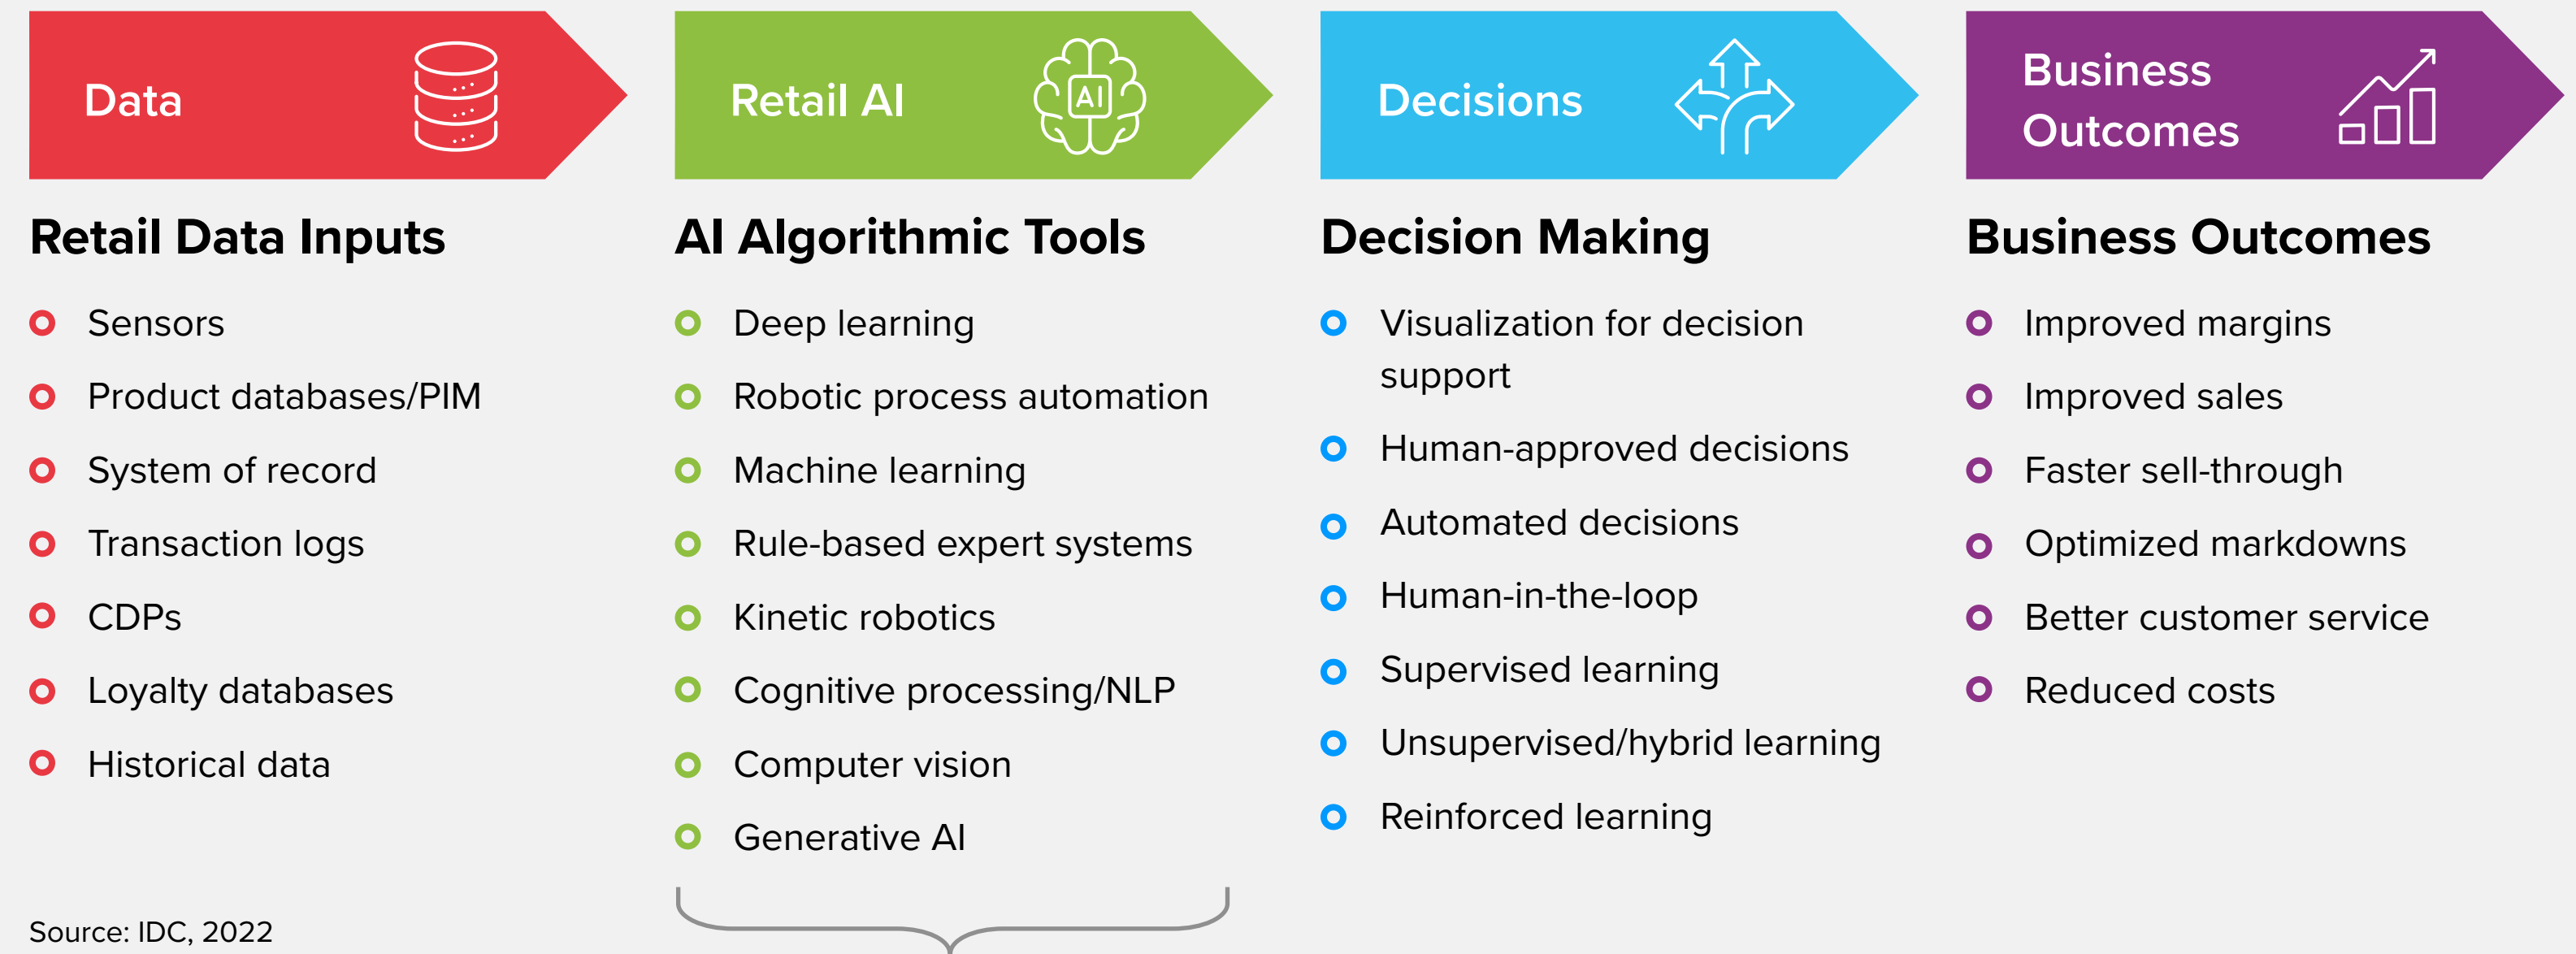 Data
AI
Retail AI
Decisions
Business
Outcomes
Retail Data Inputs
Sensors
Product databases/PIM
System of record
Transaction logs
CDPs
Loyalty databases
Historical data
AI Algorithmic Tools
Deep learning
Robotic process automation
Machine learning
Rule-based expert systems
Kinetic robotics
Cognitive processing/NLP
Computer vision
Generative AI
Decision Making
Visualization for decision
support
Human-approved decisions
Automated decisions
Human-in-the-loop
Supervised learning
Unsupervised/hybrid learning
Reinforced learning
Business Outcomes
Improved margins
Improved sales
Faster sell-through
Optimized markdowns
Better customer service
Reduced costs
Source: IDC, 2022